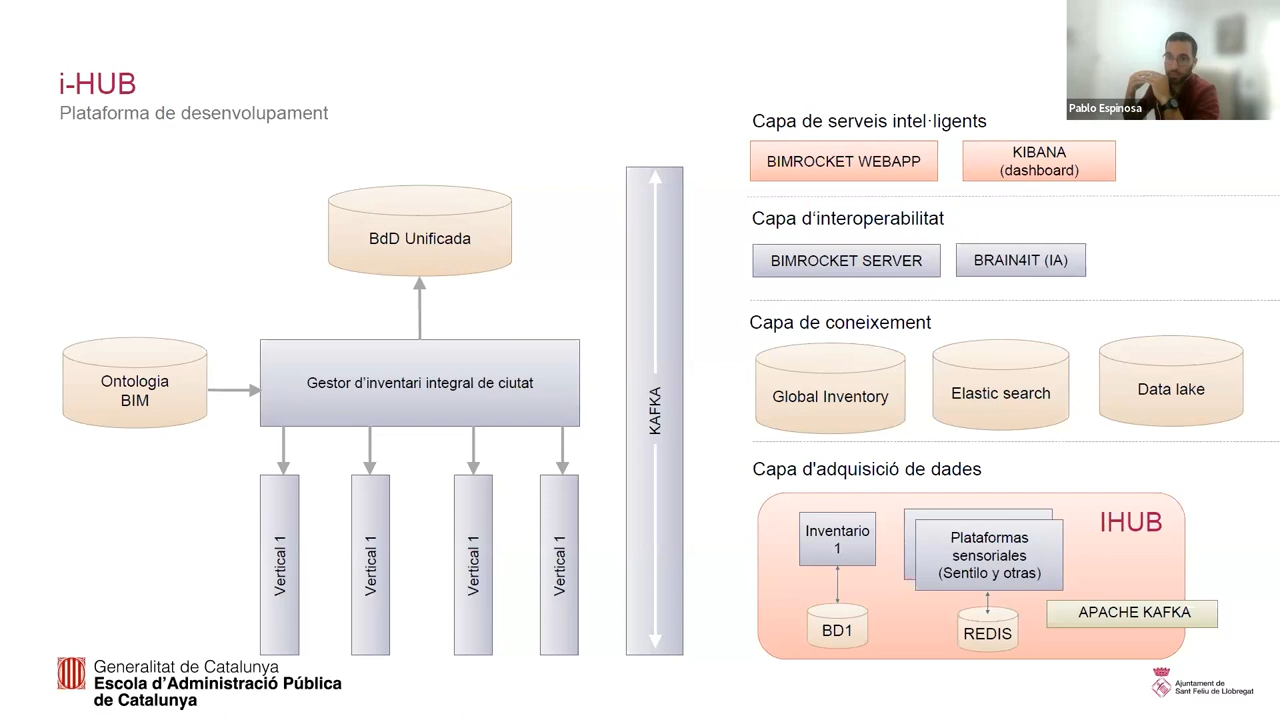 i-HUB
Plataforma de desenvolupament
Pablo Espinosa
BdD Unificada
Ontologia
BIM
Gestor d'inventari integral de ciutat
Vertical 1
Vertical 1
Vertical 1
Vertical 1
KAFKA
Capa de serveis intel·ligents
BIMROCKET WEBAPP
KIBANA
(dashboard)
Capa d‘interoperabilitat
BIMROCKET SERVER
BRAIN4IT (IA)
Capa de coneixement
Global Inventory
Elastic search
Data lake
Capa d'adquisició de dades
IHUB
Inventario
1
Plataformas
sensoriales
(Sentilo y otras)
BD1
REDIS
APACHE KAFKA
Generalitat de Catalunya
Escola d'Administració Pública
de Catalunya
Ajuntament de
Sant Feliu de Llobregat